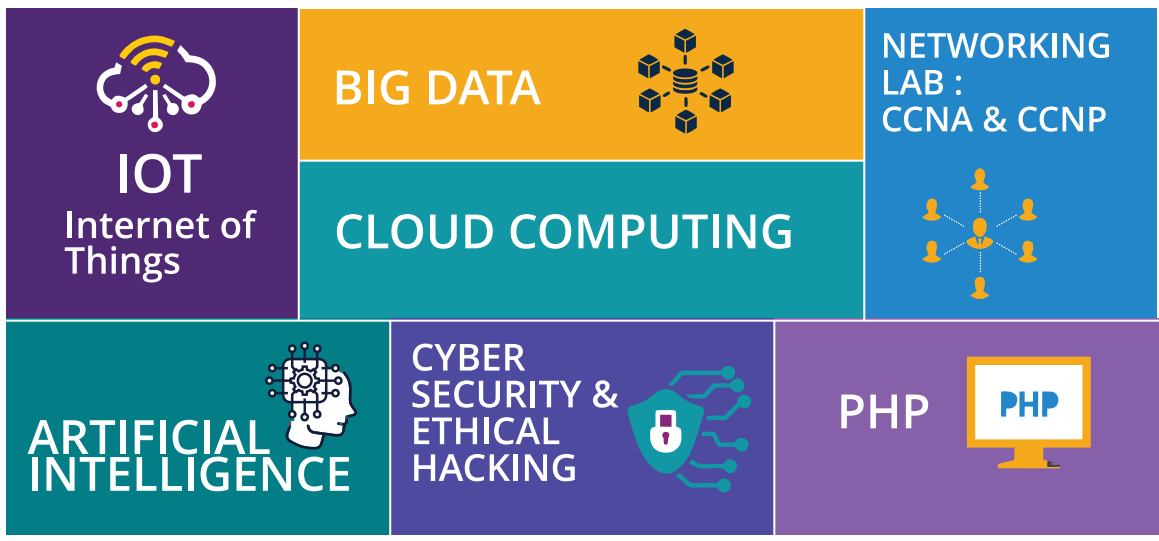 IOT
Internet of
Things
BIG DATA
CLOUD COMPUTING
NETWORKING
LAB :
CCNA & CCNP
ARTIFICIAL
INTELLIGENCE
CYBER
SECURITY &
ETHICAL
HACKING
PHP
PHP